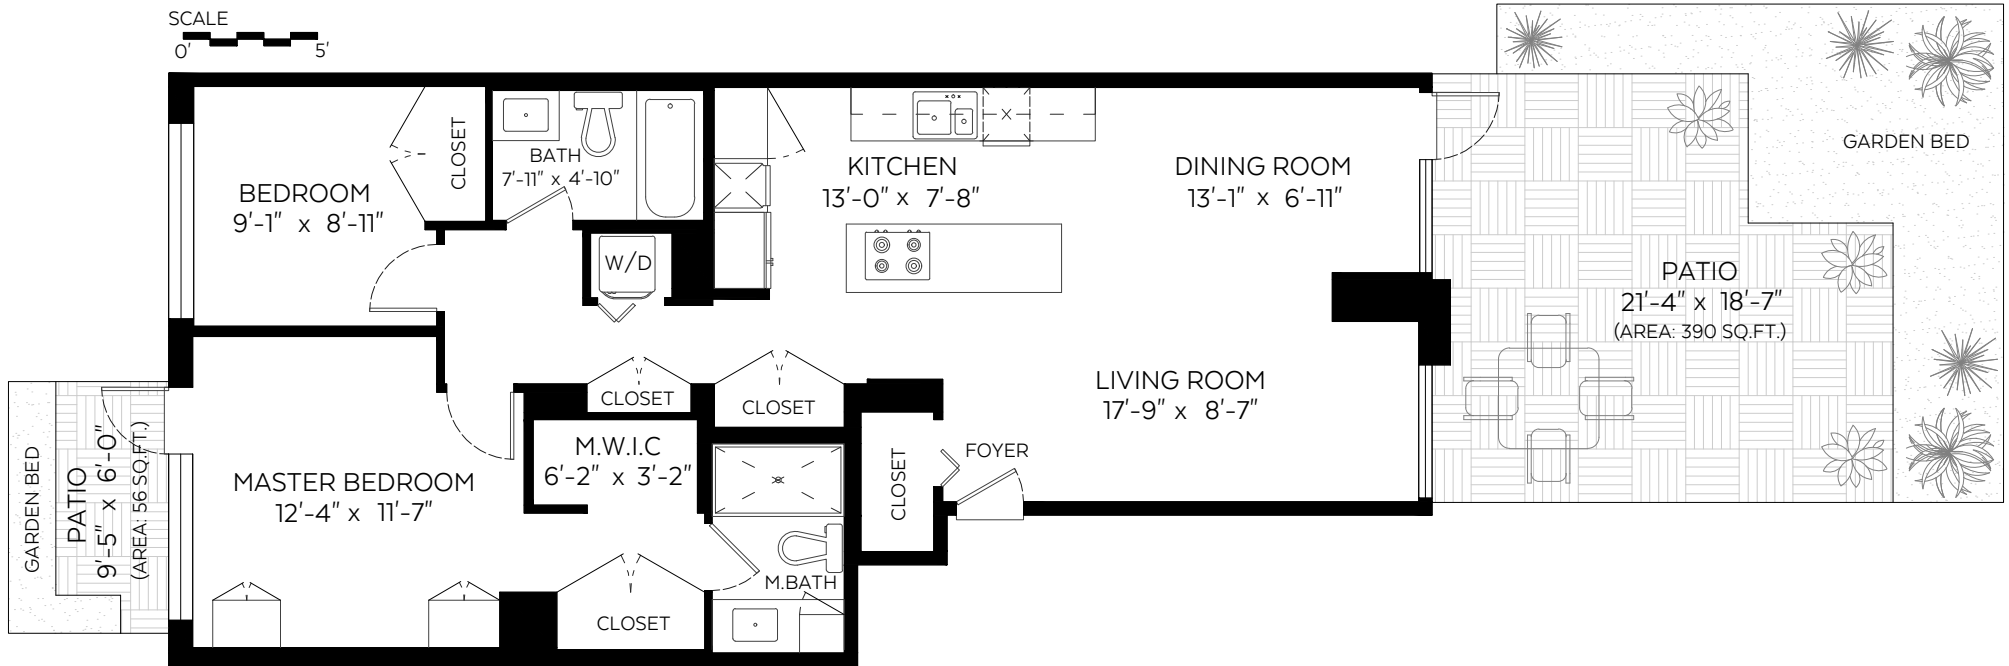 SCALE
0' 5'
BEDROOM
9'-1" x 8'-11"
CLOSET
BATH
7'-11" x 4'-10"
W/D
KITCHEN
13'-0" x 7'-8"
DINING ROOM
13'-1" x 6'-11"
GARDEN BED
PATIO
21'-4" x 18'-7"
(AREA: 390 SQ.FT.)
LIVING ROOM
17'-9" x 8'-7"
FOYER
CLOSET
CLOSET
CLOSET
M.W.I.C
6'-2" x 3'-2"
MASTER BEDROOM
12'-4" x 11'-7"
GARDEN BED
PATIO
9'-5" x 6'-0"
(AREA: 56 SQ.FT.)
M.BATH
CLOSET